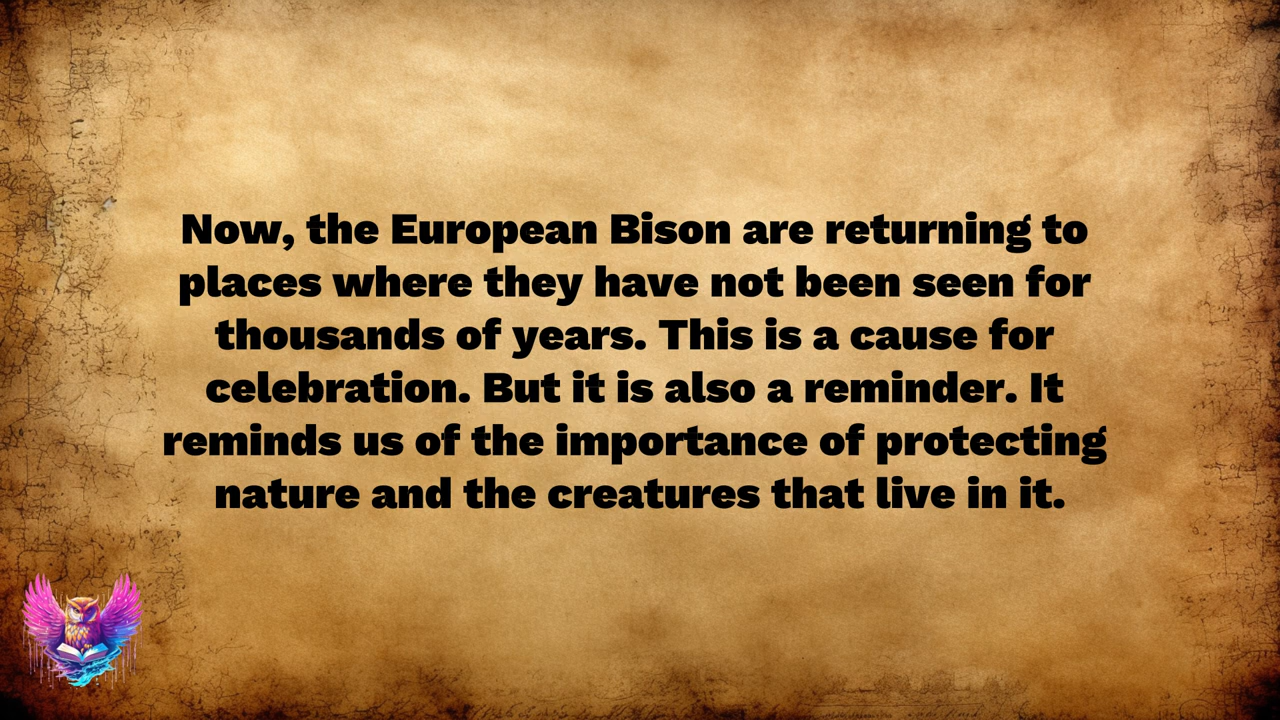 Now, the European Bison are returning to
places where they have not been seen for
thousands of years. This is a cause for
celebration. But it is also a reminder. It
reminds us of the importance of protecting
nature and the creatures that live in it.